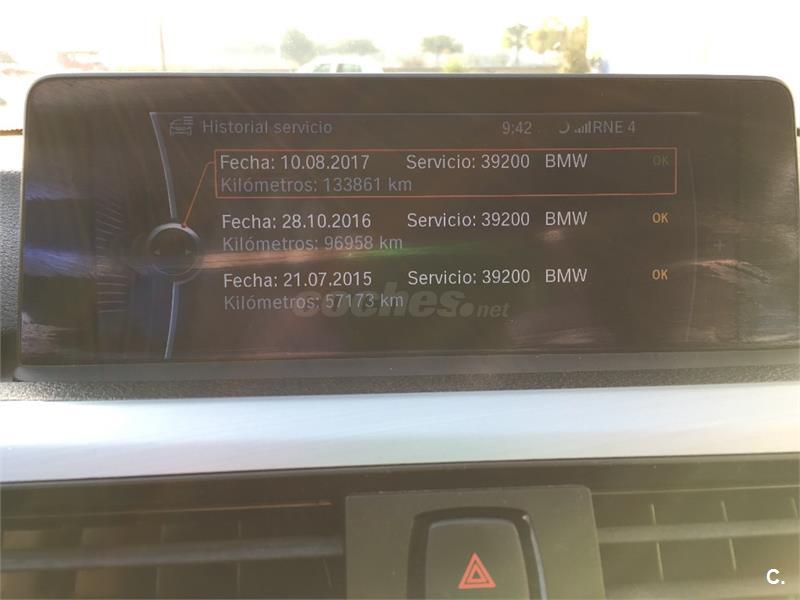 Historial servicio 9:42 RNE 4
Fecha: 10.08.2017 Servicio: 39200 BMW OK
Kilómetros: 133861 km
Fecha: 28.10.2016 Servicio: 39200 BMW OK
Kilómetros: 96958 km
Fecha: 21.07.2015 Servicio: 39200 BMW OK
Kilómetros: 57173 km
coches.net
C.